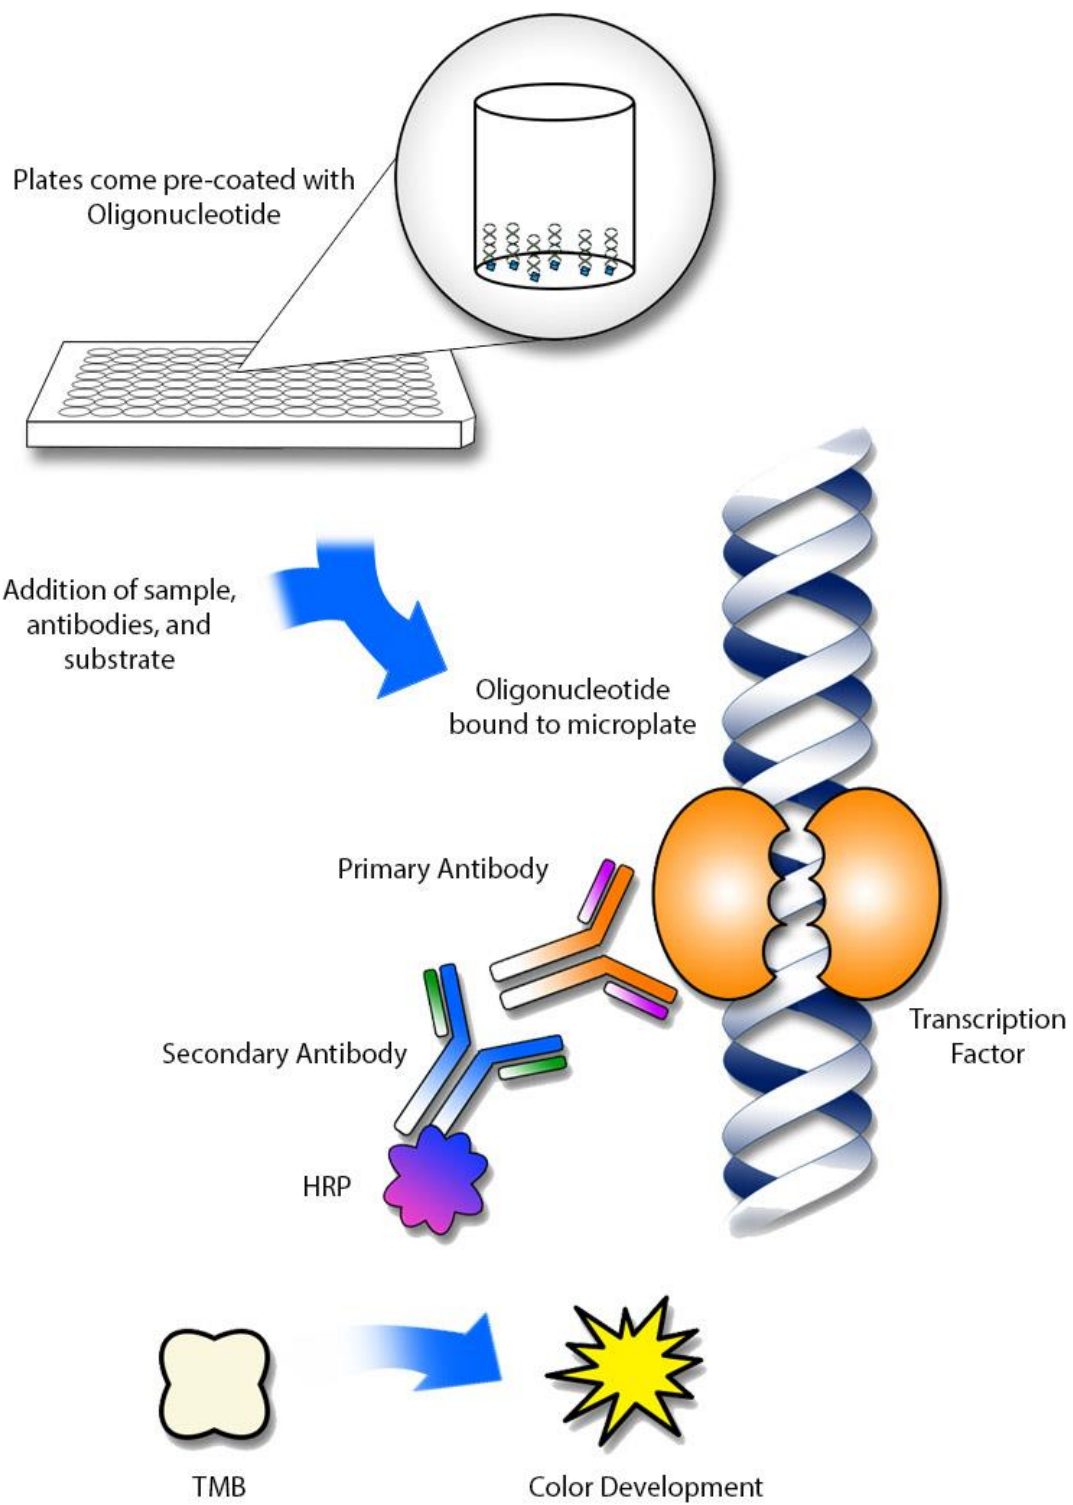 Plates come pre-coated with
Oligonucleotide
Addition of sample,
antibodies, and
substrate
Oligonucleotide
bound to microplate
Primary Antibody
Transcription
Factor
Secondary Antibody
HRP
TMB
Color Development